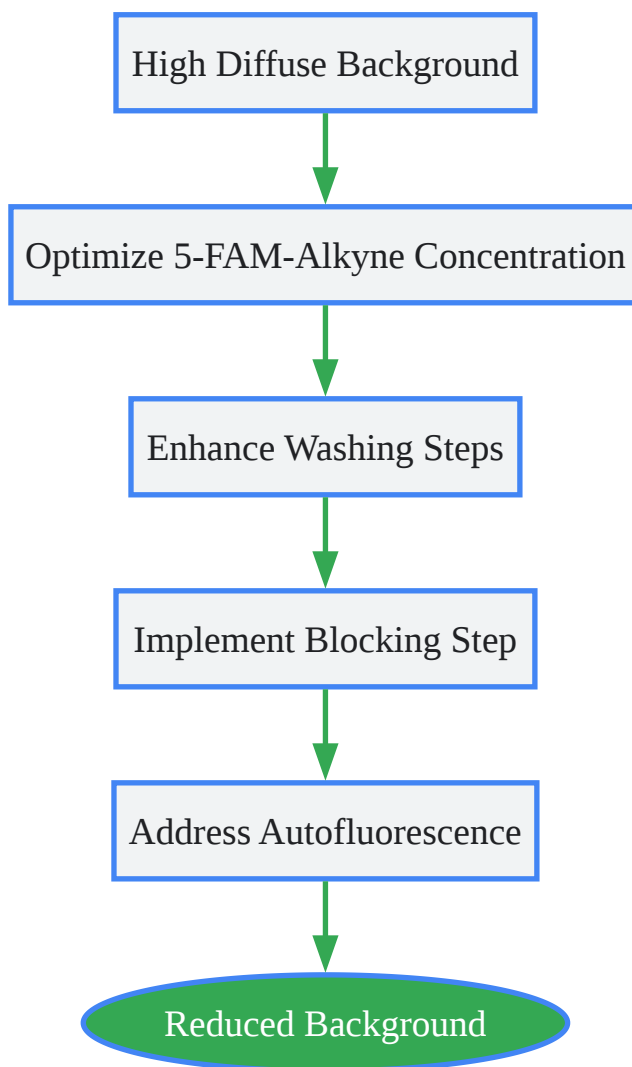 High Diffuse Background
Optimize 5-FAM-Alkyne Concentration
Enhance Washing Steps
Implement Blocking Step
Address Autofluorescence
Reduced Background